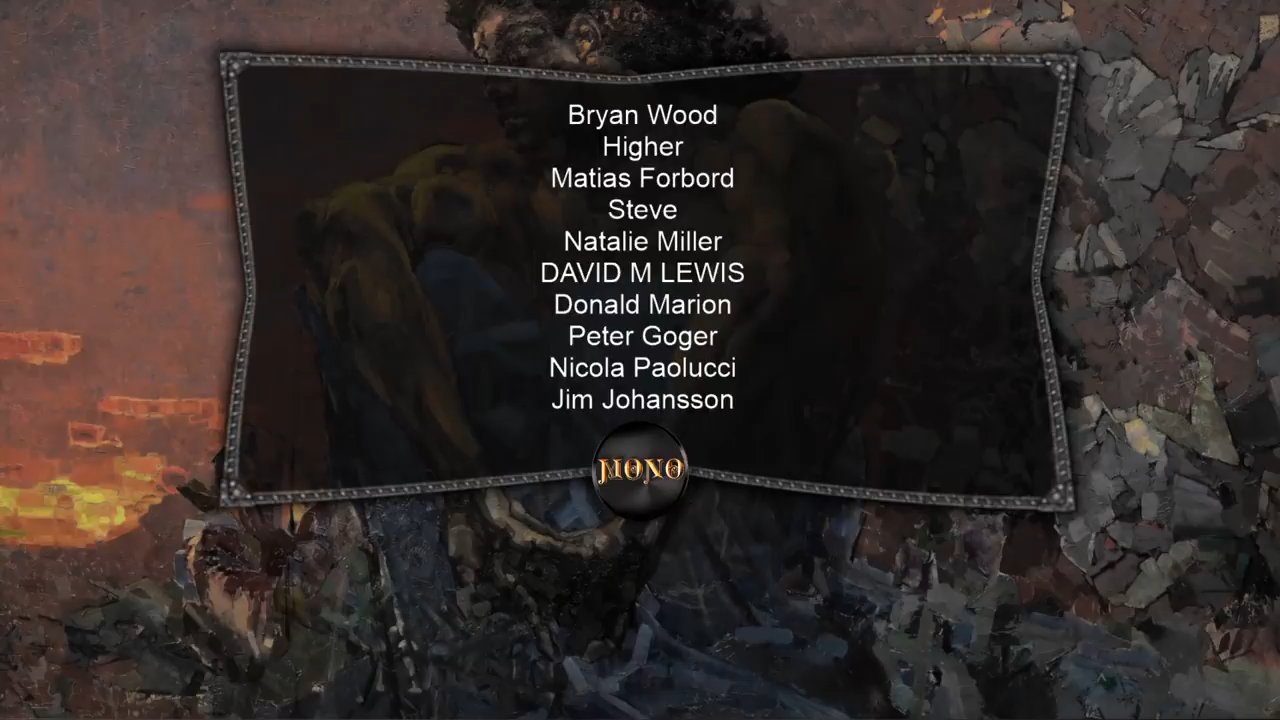 Bryan Wood
Higher
Matias Forbord
Steve
Natalie Miller
DAVID M LEWIS
Donald Marion
Peter Goger
Nicola Paolucci
Jim Johansson
MONO